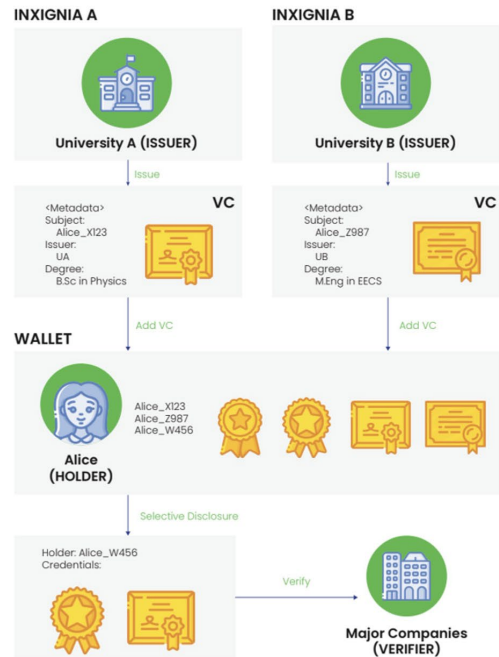 INXIGNIA A
University A (ISSUER)
Issue
VC
<Metadata>
Subject:
Alice_X123
Issuer:
UA
Degree:
B.Sc in Physics
Add VC
INXIGNIA B
University B (ISSUER)
Issue
VC
<Metadata>
Subject:
Alice_Z987
Issuer:
UB
Degree:
M.Eng in EECS
Add VC
WALLET
Alice
(HOLDER)
Alice_X123
Alice_Z987
Alice_W456
Selective Disclosure
Holder: Alice_W456
Credentials:
Verify
Major Companies
(VERIFIER)